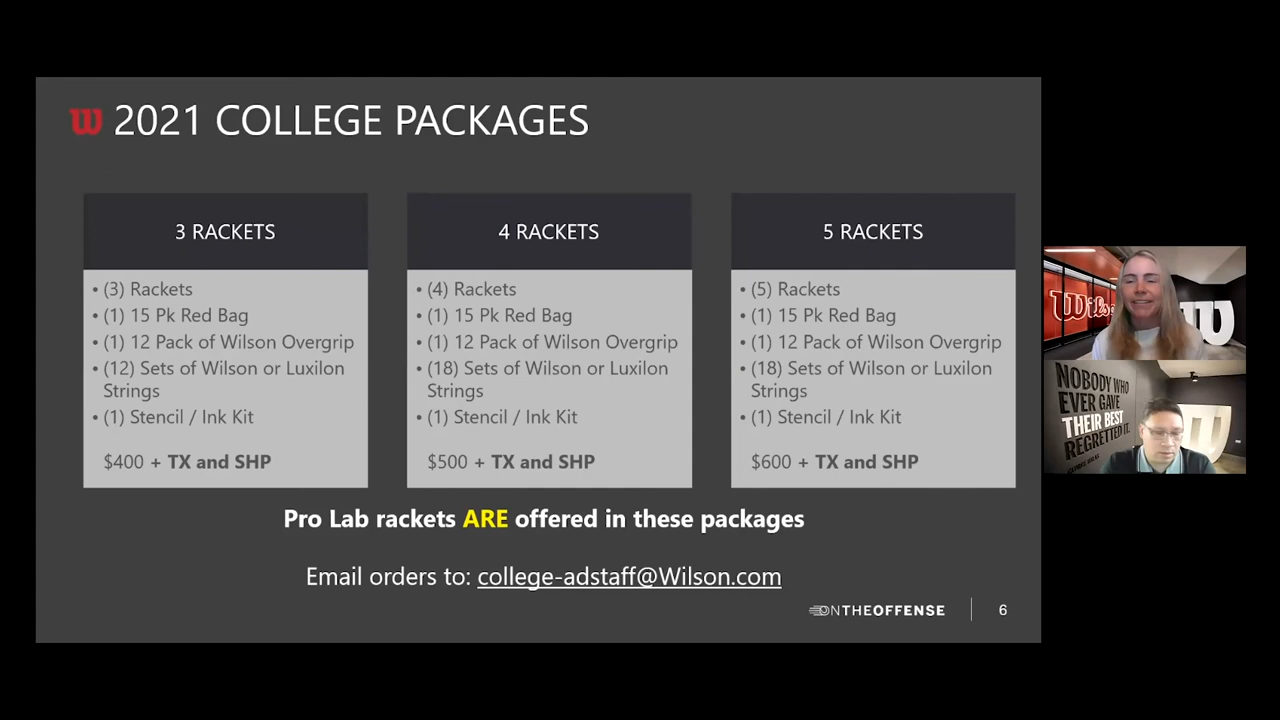 W 2021 COLLEGE PACKAGES
3 RACKETS
• (3) Rackets
• (1) 15 Pk Red Bag
• (1) 12 Pack of Wilson Overgrip
• (12) Sets of Wilson or Luxilon
Strings
• (1) Stencil / Ink Kit
$400 + TX and SHP
4 RACKETS
• (4) Rackets
• (1) 15 Pk Red Bag
• (1) 12 Pack of Wilson Overgrip
• (18) Sets of Wilson or Luxilon
Strings
• (1) Stencil / Ink Kit
$500 + TX and SHP
5 RACKETS
• (5) Rackets
• (1) 15 Pk Red Bag
• (1) 12 Pack of Wilson Overgrip
• (18) Sets of Wilson or Luxilon
Strings
• (1) Stencil / Ink Kit
$600 + TX and SHP
Pro Lab rackets ARE offered in these packages
Email orders to: college-adstaff@Wilson.com
ONTHEOFFENSE
6
Wils
W
NOBODY WHO
EVER GAVE
THEIR BEST
REGRETTED IT.